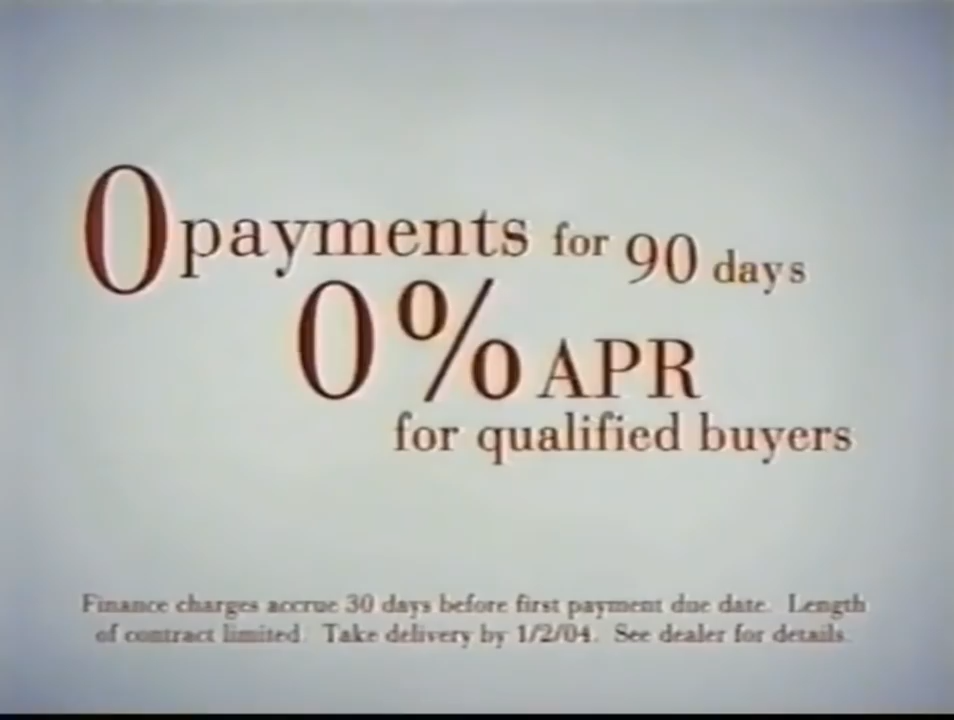 0 payments for 90 days
0% APR
for qualified buyers
Finance charges accrue 30 days before first payment due date. Length
of contract limited. Take delivery by 1/2/04. See dealer for details.